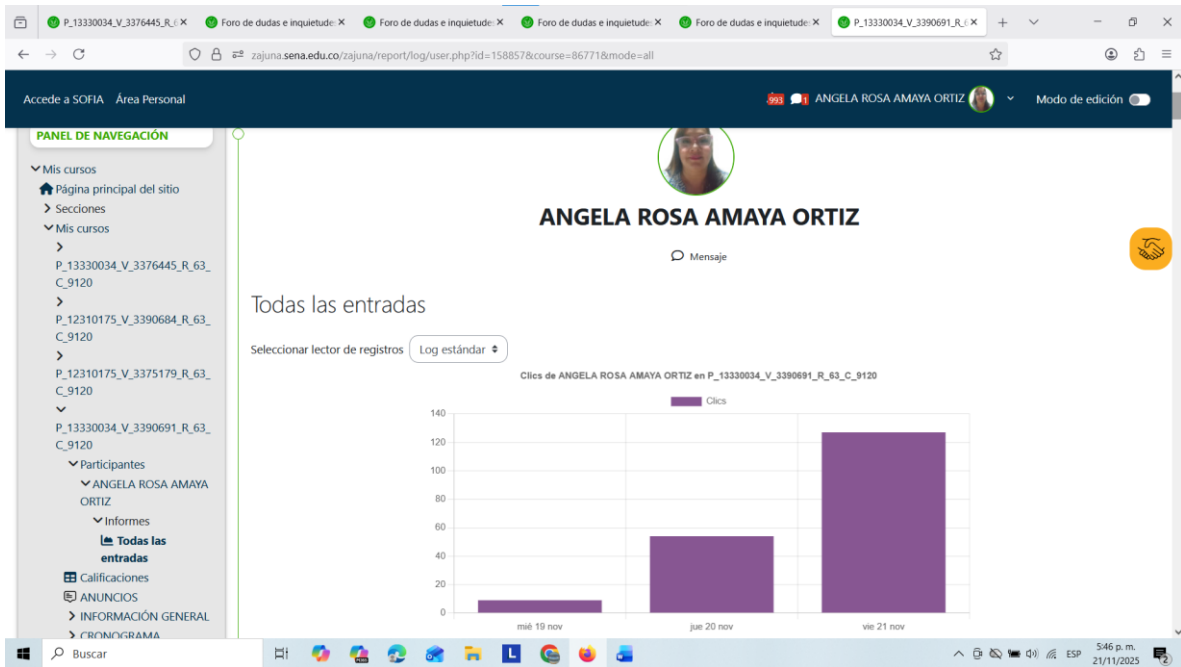 P_13330034_V_3376445_R_6
Foro de dudas e inquietude
Foro de dudas e inquietude
Foro de dudas e inquietude
Foro de dudas e inquietude
P_13330034_V_3390691_R_6
zajuna.sena.edu.co/zajuna/report/log/user.php?id=158857&course=86771&mode=all
Accede a SOFIA Área Personal
993 1 ANGELA ROSA AMAYA ORTIZ Modo de edición
PANEL DE NAVEGACIÓN
Mis cursos
Página principal del sitio
Secciones
Mis cursos
P_13330034_V_3376445_R_63_
C_9120
P_12310175_V_3390684_R_63_
C_9120
P_12310175_V_3375179_R_63_
C_9120
P_13330034_V_3390691_R_63_
C_9120
Participantes
ANGELA ROSA AMAYA
ORTIZ
Informes
Todas las
entradas
Calificaciones
ANUNCIOS
INFORMACIÓN GENERAL
CRONOGRAMA
ANGELA ROSA AMAYA ORTIZ
Mensaje
Todas las entradas
Seleccionar lector de registros Log estándar
Clics de ANGELA ROSA AMAYA ORTIZ en P_13330034_V_3390691_R_63_C_9120
Clics
140
120
100
80
60
40
20
0
mié 19 nov jue 20 nov vie 21 nov
Buscar
ESP
5:46 p. m.
21/11/2025
2